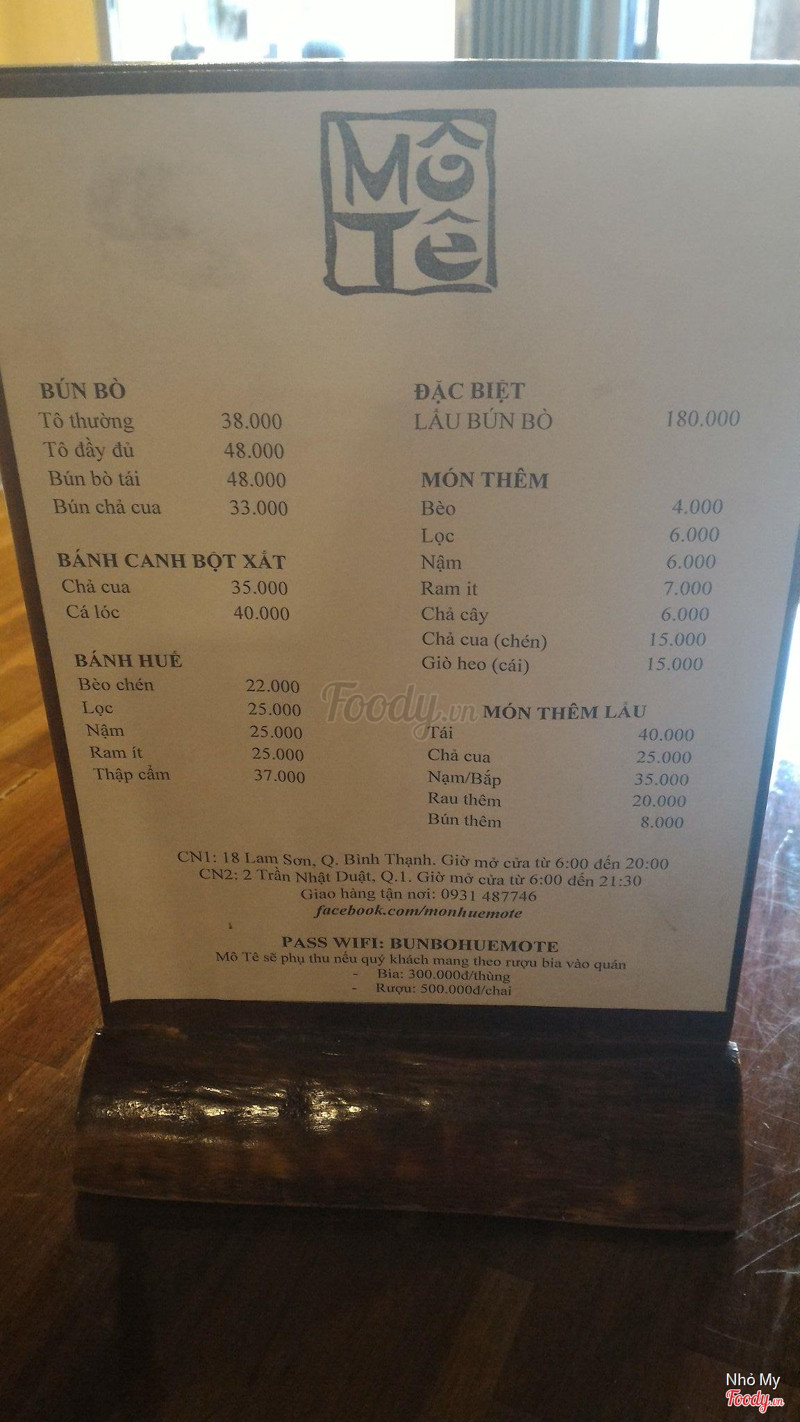 Mô
Tê
BÚN BÒ
Tô thường 38.000
Tô đầy đủ 48.000
Bún bò tái 48.000
Bún chả cua 33.000
BÁNH CANH BỘT XẮT
Chả cua 35.000
Cá lóc 40.000
BÁNH HUẾ
Bèo chén 22.000
Lọc 25.000
Nậm 25.000
Ram ít 25.000
Thập cẩm 37.000
ĐẶC BIỆT
LẨU BÚN BÒ 180.000
MÓN THÊM
Bèo 4.000
Lọc 6.000
Nậm 6.000
Ram ít 7.000
Chả cây 6.000
Chả cua (chén) 15.000
Giò heo (cái) 15.000
MÓN THÊM LẨU
Tái 40.000
Chả cua 25.000
Nạm/Bắp 35.000
Rau thêm 20.000
Bún thêm 8.000
Foody.vn
CN1: 18 Lam Sơn, Q. Bình Thạnh. Giờ mở cửa từ 6:00 đến 20:00
CN2: 2 Trần Nhật Duật, Q.1. Giờ mở cửa từ 6:00 đến 21:30
Giao hàng tận nơi: 0931 487746
facebook.com/monhuemote
PASS WIFI: BUNBOHUEMOTE
Mô Tê sẽ phụ thu nếu quý khách mang theo rượu bia vào quán
- Bia: 300.000đ/thùng
- Rượu: 500.000đ/chai
Nhỏ My
Foody.vn